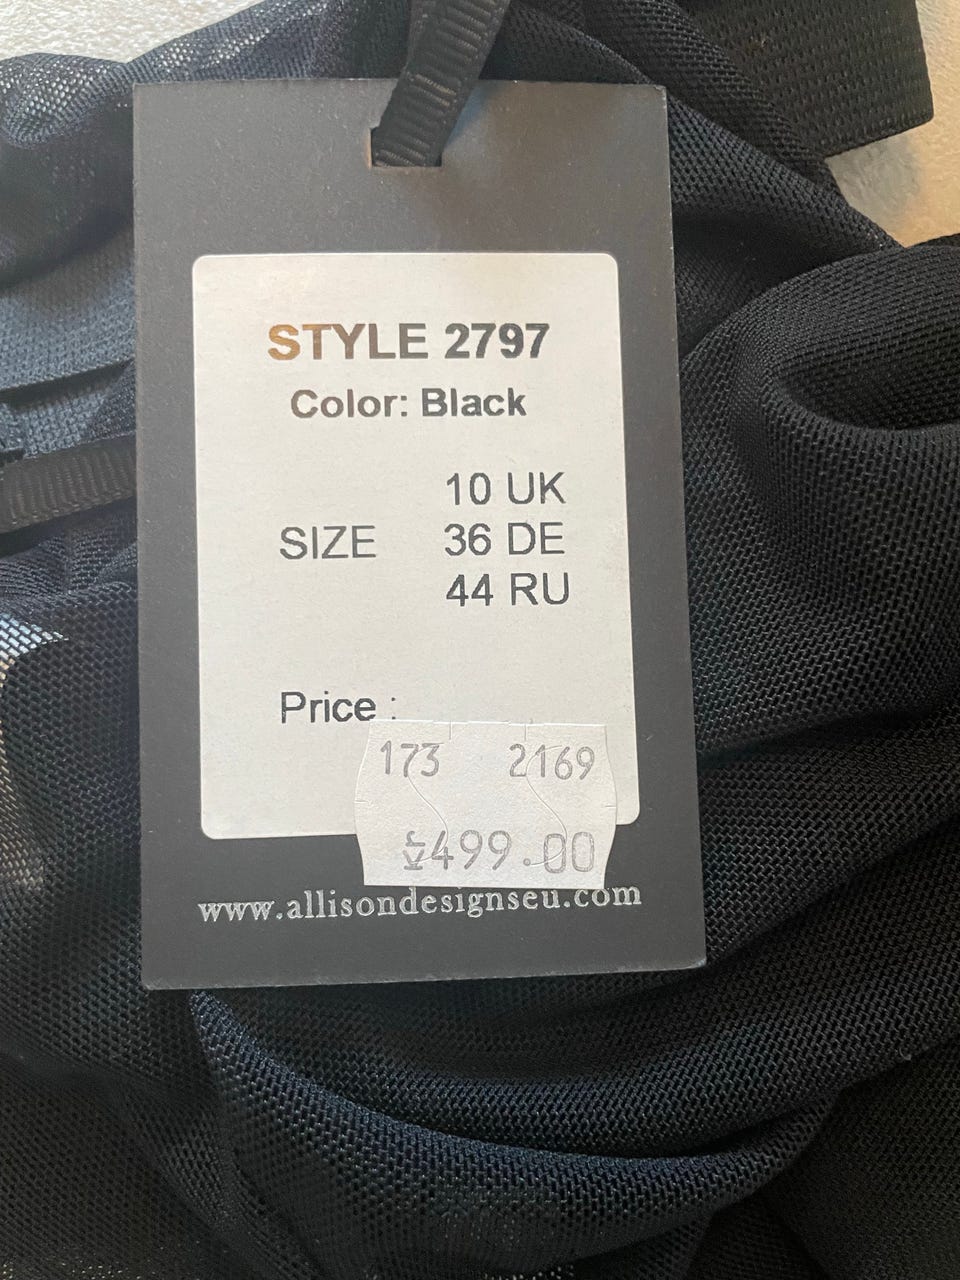 STYLE 2797
Color: Black
10 UK
SIZE 36 DE
44 RU
Price :
173 2169
499.00
www.allisondesignseu.com